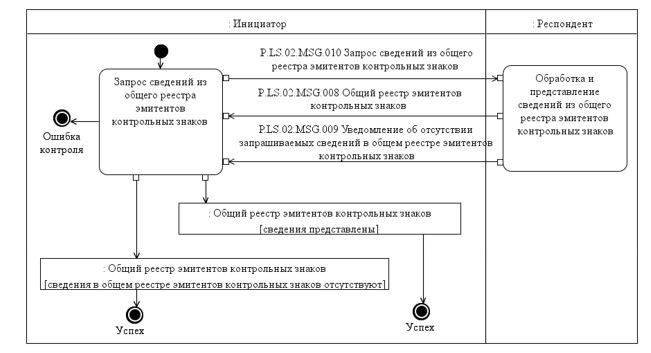 : Инициатор
: Респондент
P.LS.02.MSG.010 Запрос сведений из общего
реестра эмитентов контрольных знаков
Запрос сведений из
общего реестра
эмитентов
контрольных знаков
Обработка и
представление
сведений из общего
реестра эмитентов
контрольных знаков
P.LS.02.MSG.008 Общий реестр эмитентов
контрольных знаков
P.LS.02.MSG.009 Уведомление об отсутствии
запрашиваемых сведений в общем реестре эмитентов
контрольных знаков
Ошибка
контроля
: Общий реестр эмитентов контрольных знаков
[сведения представлены]
: Общий реестр эмитентов контрольных знаков
[сведения в общем реестре эмитентов контрольных знаков отсутствуют]
Успех
Успех